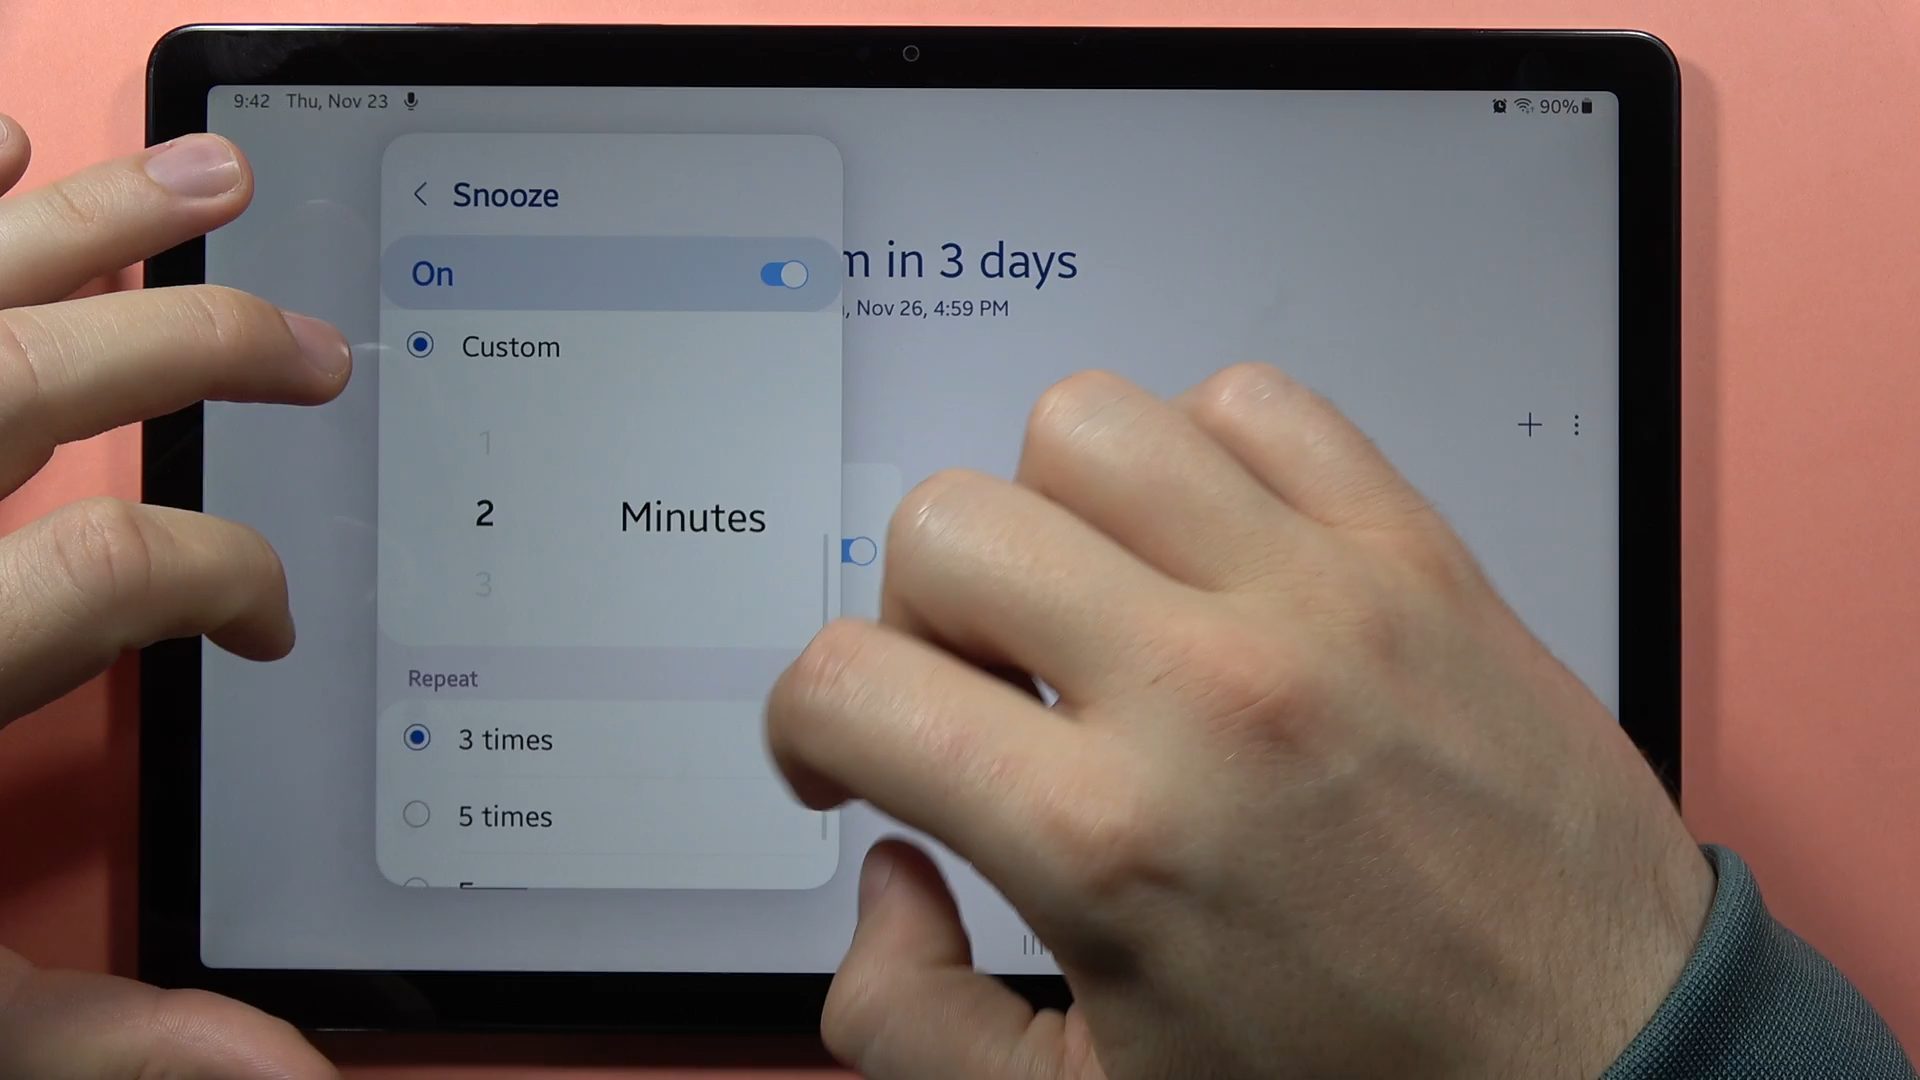 9:42 Thu, Nov 23
90%
Snooze
On
m in 3 days
, Nov 26, 4:59 PM
Custom
1
2 Minutes
3
Repeat
3 times
5 times